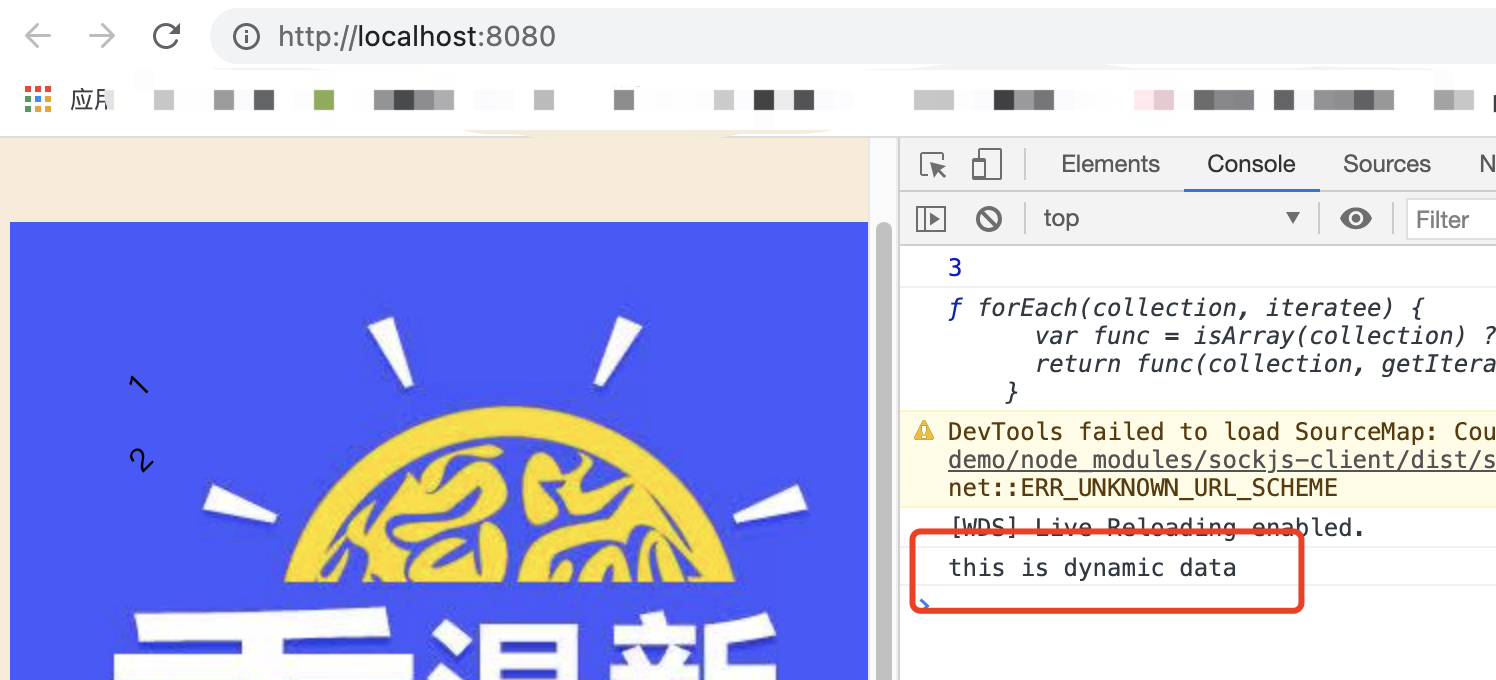 http://localhost:8080
应用
1
2
Elements Console Sources N
top Filter
3
ƒ forEach(collection, iteratee) {
var func = isArray(collection) ?
return func(collection, getItera
}
DevTools failed to load SourceMap: Cou
demo/node_modules/sockjs-client/dist/s
net::ERR_UNKNOWN_URL_SCHEME
[WDS] Live Reloading enabled.
this is dynamic data